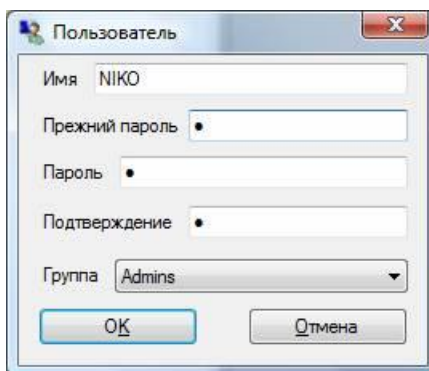 Пользователь
Имя NIKO
Прежний пароль ●
Пароль ●
Подтверждение ●
Группа Admins
OK Отмена